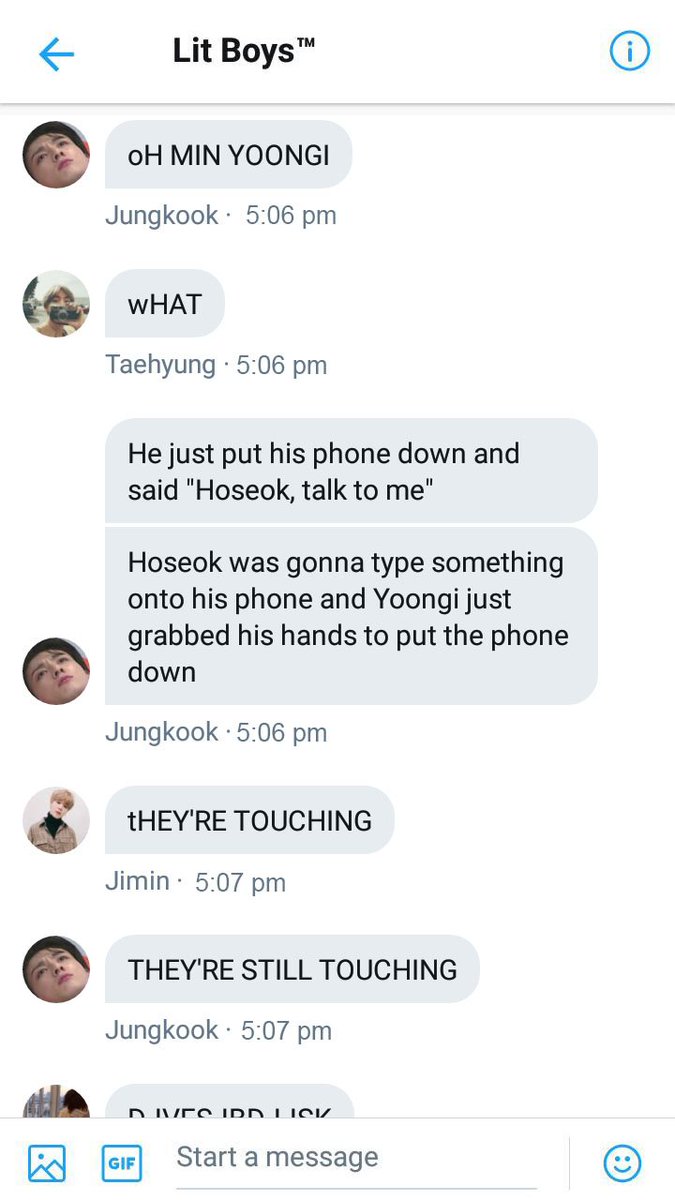 Lit Boys™
oH MIN YOONGI
Jungkook · 5:06 pm
wHAT
Taehyung · 5:06 pm
He just put his phone down and
said "Hoseok, talk to me"
Hoseok was gonna type something
onto his phone and Yoongi just
grabbed his hands to put the phone
down
Jungkook · 5:06 pm
tHEY'RE TOUCHING
Jimin · 5:07 pm
THEY'RE STILL TOUCHING
Jungkook · 5:07 pm
GIF
Start a message